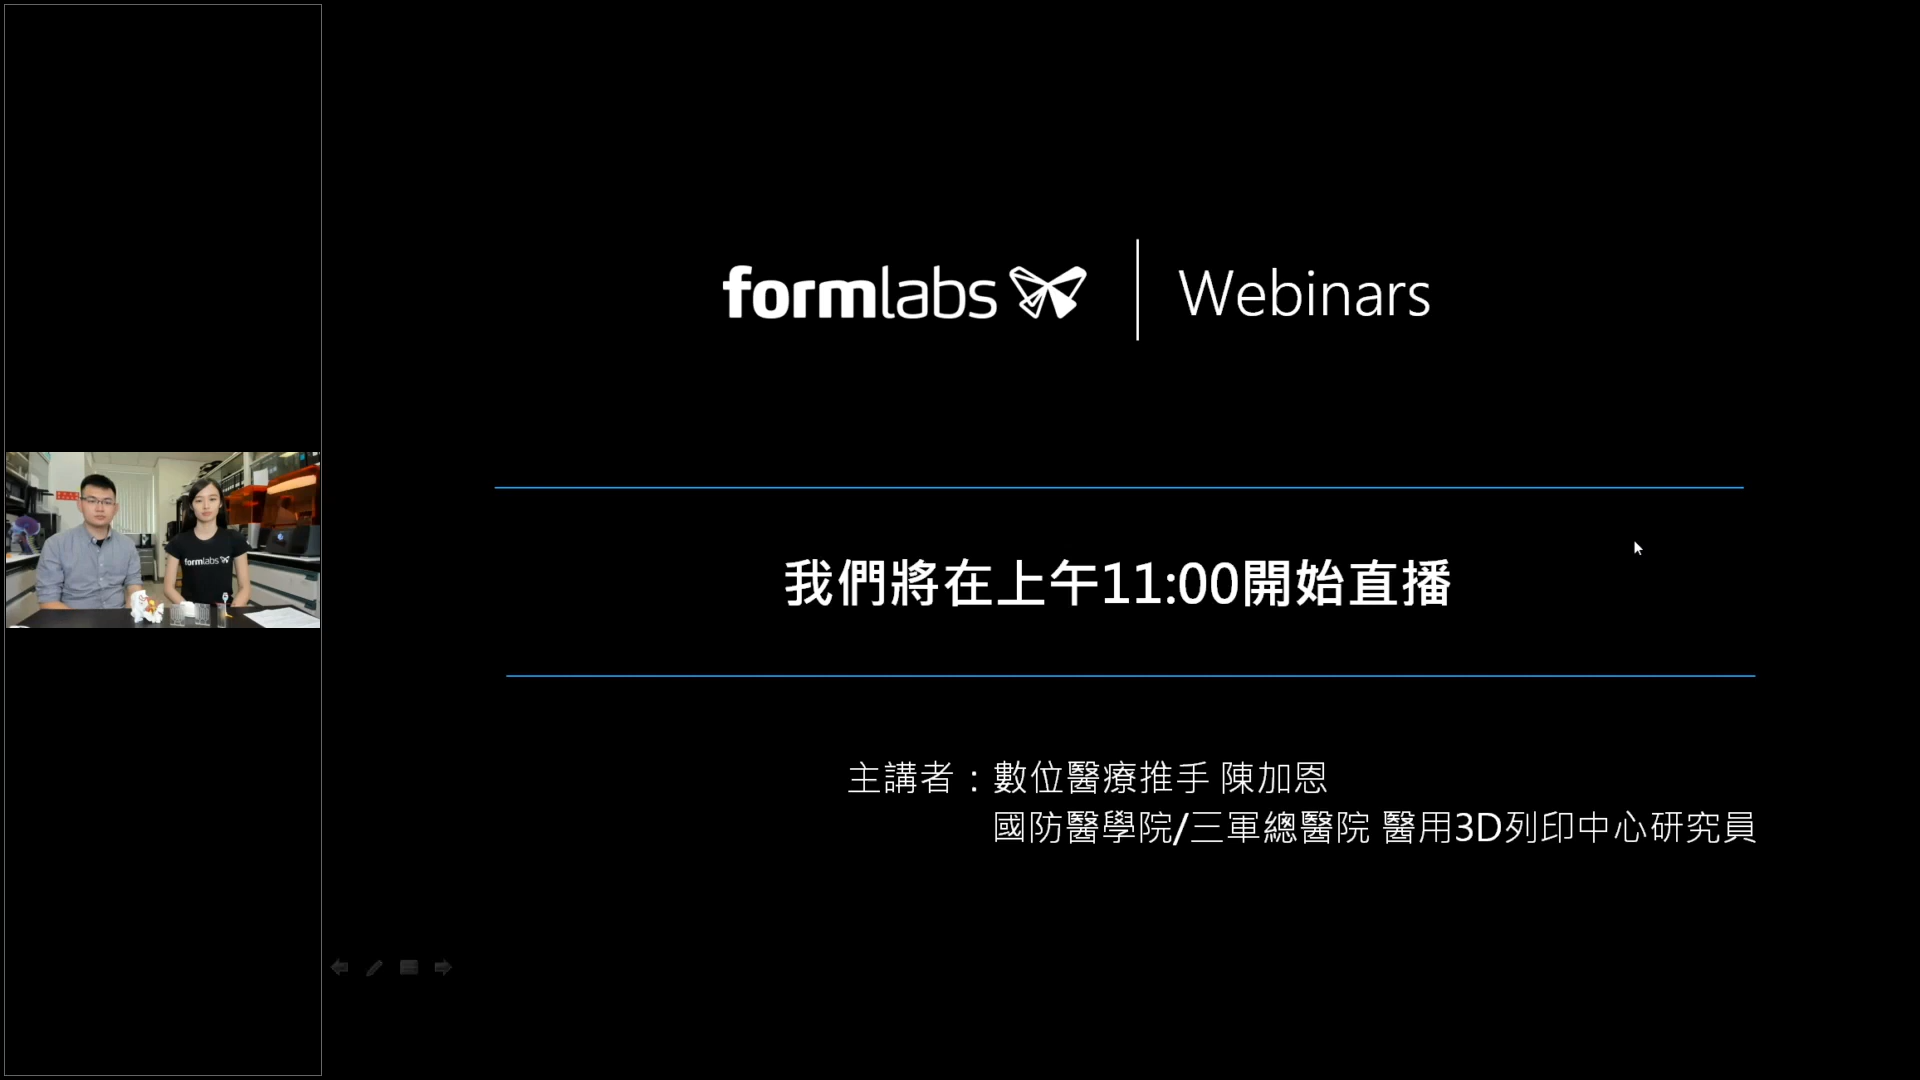 formlabs
Webinars
我們將在上午11:00開始直播
主講者：數位醫療推手 陳加恩
國防醫學院/三軍總醫院 醫用3D列印中心研究員
formlabs